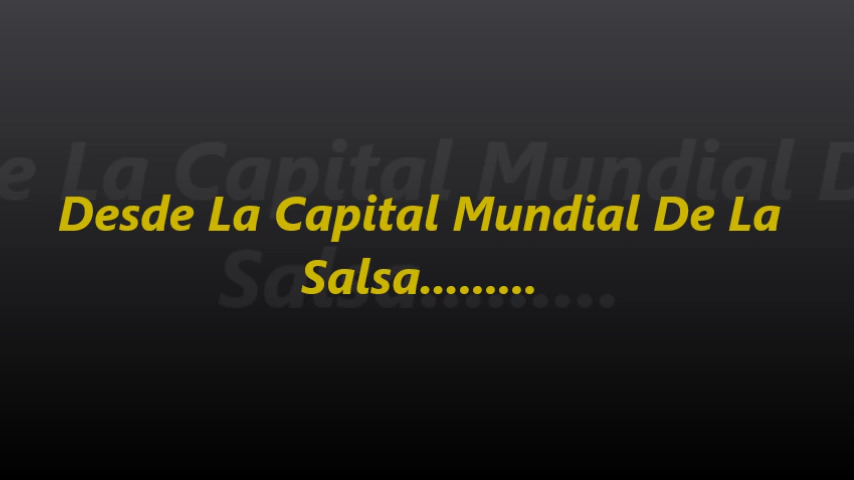 Desde La Capital Mundial De La
Salsa.........